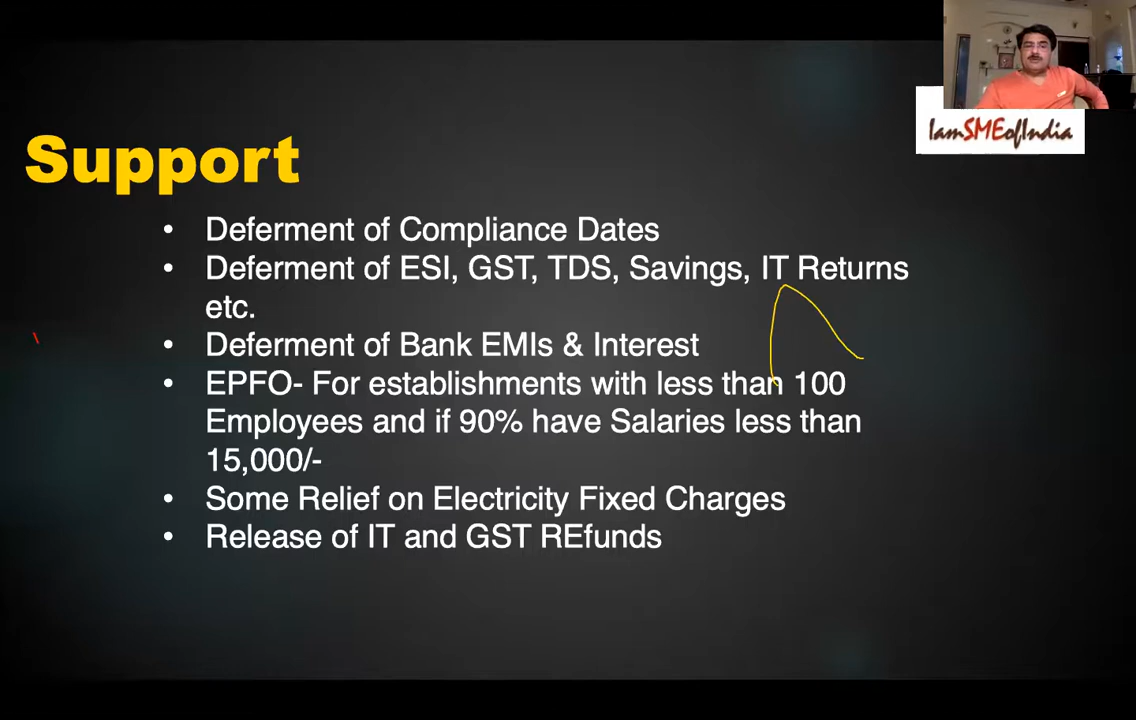 IamSMEofIndia
Support
• Deferment of Compliance Dates
• Deferment of ESI, GST, TDS, Savings, IT Returns
etc.
• Deferment of Bank EMIs & Interest
• EPFO- For establishments with less than 100
Employees and if 90% have Salaries less than
15,000/-
• Some Relief on Electricity Fixed Charges
• Release of IT and GST REfunds